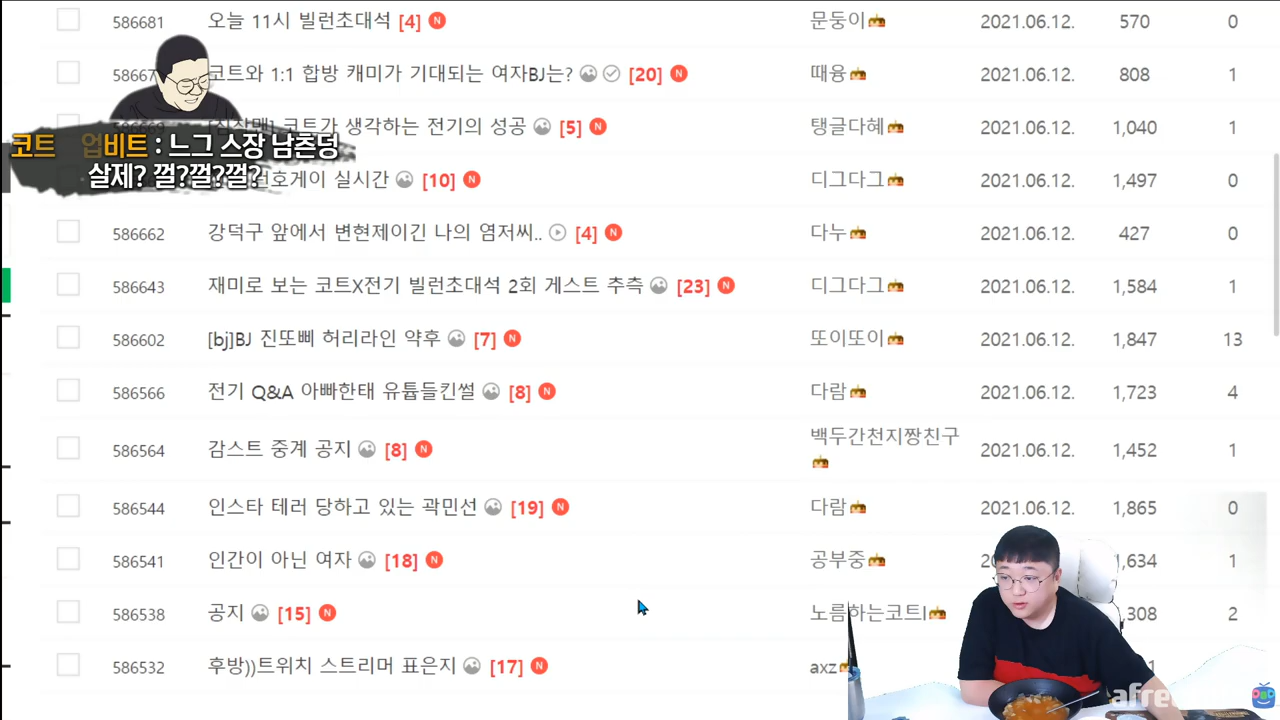 586681 오늘 11시 빌런초대석 [4] N 문둥이 2021.06.12. 570 0
코트와 1:1 합방 캐미가 기대되는 여자BJ는? [20] N 때융 2021.06.12. 808 1
코트가 생각하는 전기의 성공 [5] N 탱글다혜 2021.06.12. 1,040 1
코트 업비트 : 느그 스장 남츤덩
살제? 껄?껄?껄?
실시간 [10] N 디그다그 2021.06.12. 1,497 0
586662 강덕구 앞에서 변현제이긴 나의 염저씨.. [4] N 다누 2021.06.12. 427 0
586643 재미로 보는 코트X전기 빌런초대석 2회 게스트 추측 [23] N 디그다그 2021.06.12. 1,584 1
586602 [bj]BJ 진또삐 허리라인 약후 [7] N 또이또이 2021.06.12. 1,847 13
586566 전기 Q&A 아빠한태 유튭들킨썰 [8] N 다람 2021.06.12. 1,723 4
586564 감스트 중계 공지 [8] N 백두간천지짱친구 2021.06.12. 1,452 1
586544 인스타 테러 당하고 있는 곽민선 [19] N 다람 2021.06.12. 1,865 0
586541 인간이 아닌 여자 [18] N 공부중 1,634 1
586538 공지 [15] N 노름하는코트l 308 2
586532 후방))트위치 스트리머 표은지 [17] N axz